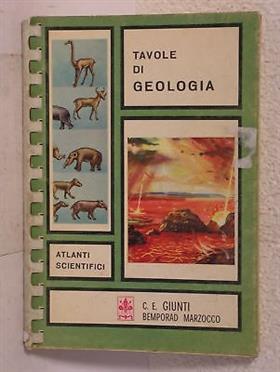 TAVOLE
DI
GEOLOGIA
ATLANTI
SCIENTIFICI
C. E. GIUNTI
BEMPORAD MARZOCCO